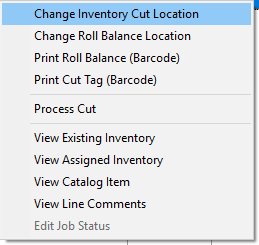 Change Inventory Cut Location
Change Roll Balance Location
Print Roll Balance (Barcode)
Print Cut Tag (Barcode)
Process Cut
View Existing Inventory
View Assigned Inventory
View Catalog Item
View Line Comments
Edit Job Status